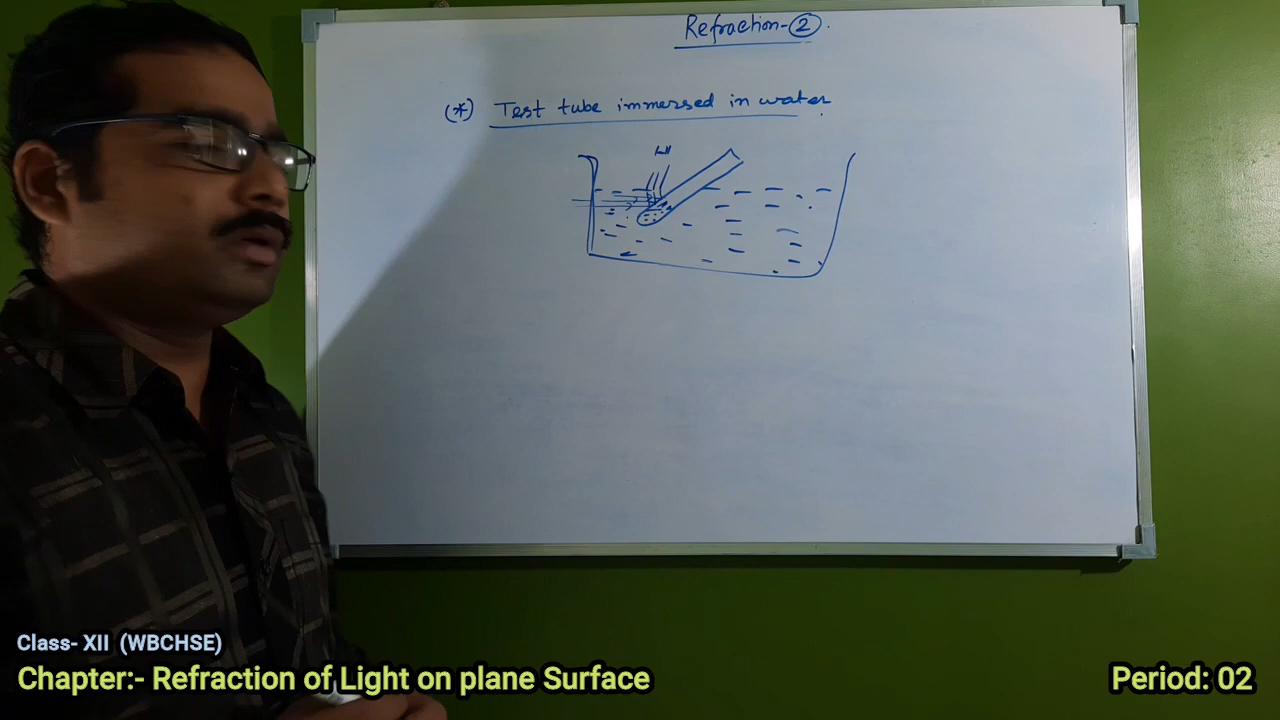 Refraction-②.
(*) Test tube immersed in water.
Class- XII (WBCHSE)
Chapter:- Refraction of Light on plane Surface
Period: 02